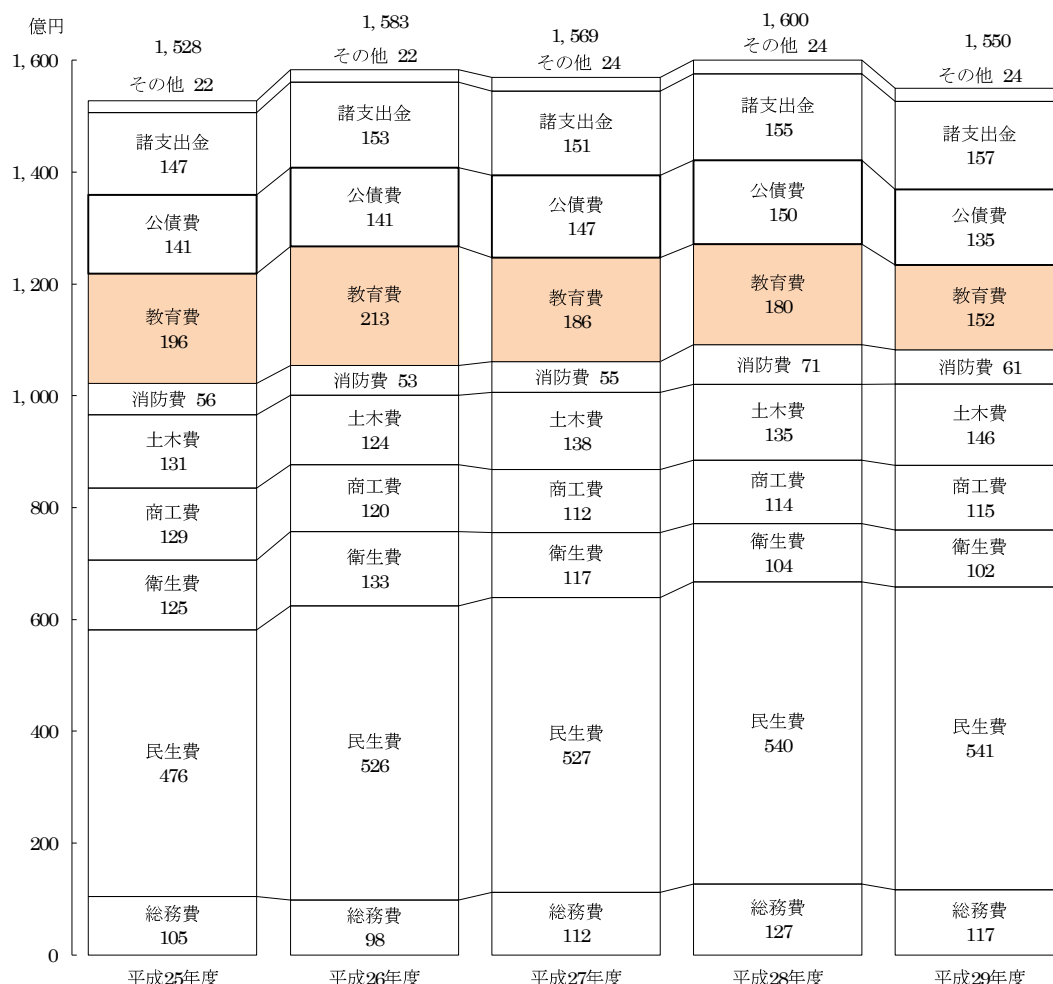 億円
1,528
1,583
1,569
1,600
1,550
その他 22
その他 22
その他 24
その他 24
その他 24
1,600
1,400
1,200
1,000
800
600
400
200
0
諸支出金
147
公債費
141
教育費
196
消防費 56
土木費
131
商工費
129
衛生費
125
民生費
476
総務費
105
平成25年度
諸支出金
153
公債費
141
教育費
213
消防費 53
土木費
124
商工費
120
衛生費
133
民生費
526
総務費
98
平成26年度
諸支出金
151
公債費
147
教育費
186
消防費 55
土木費
138
商工費
112
衛生費
117
民生費
527
総務費
112
平成27年度
諸支出金
155
公債費
150
教育費
180
消防費 71
土木費
135
商工費
114
衛生費
104
民生費
540
総務費
127
平成28年度
諸支出金
157
公債費
135
教育費
152
消防費 61
土木費
146
商工費
115
衛生費
102
民生費
541
総務費
117
平成29年度